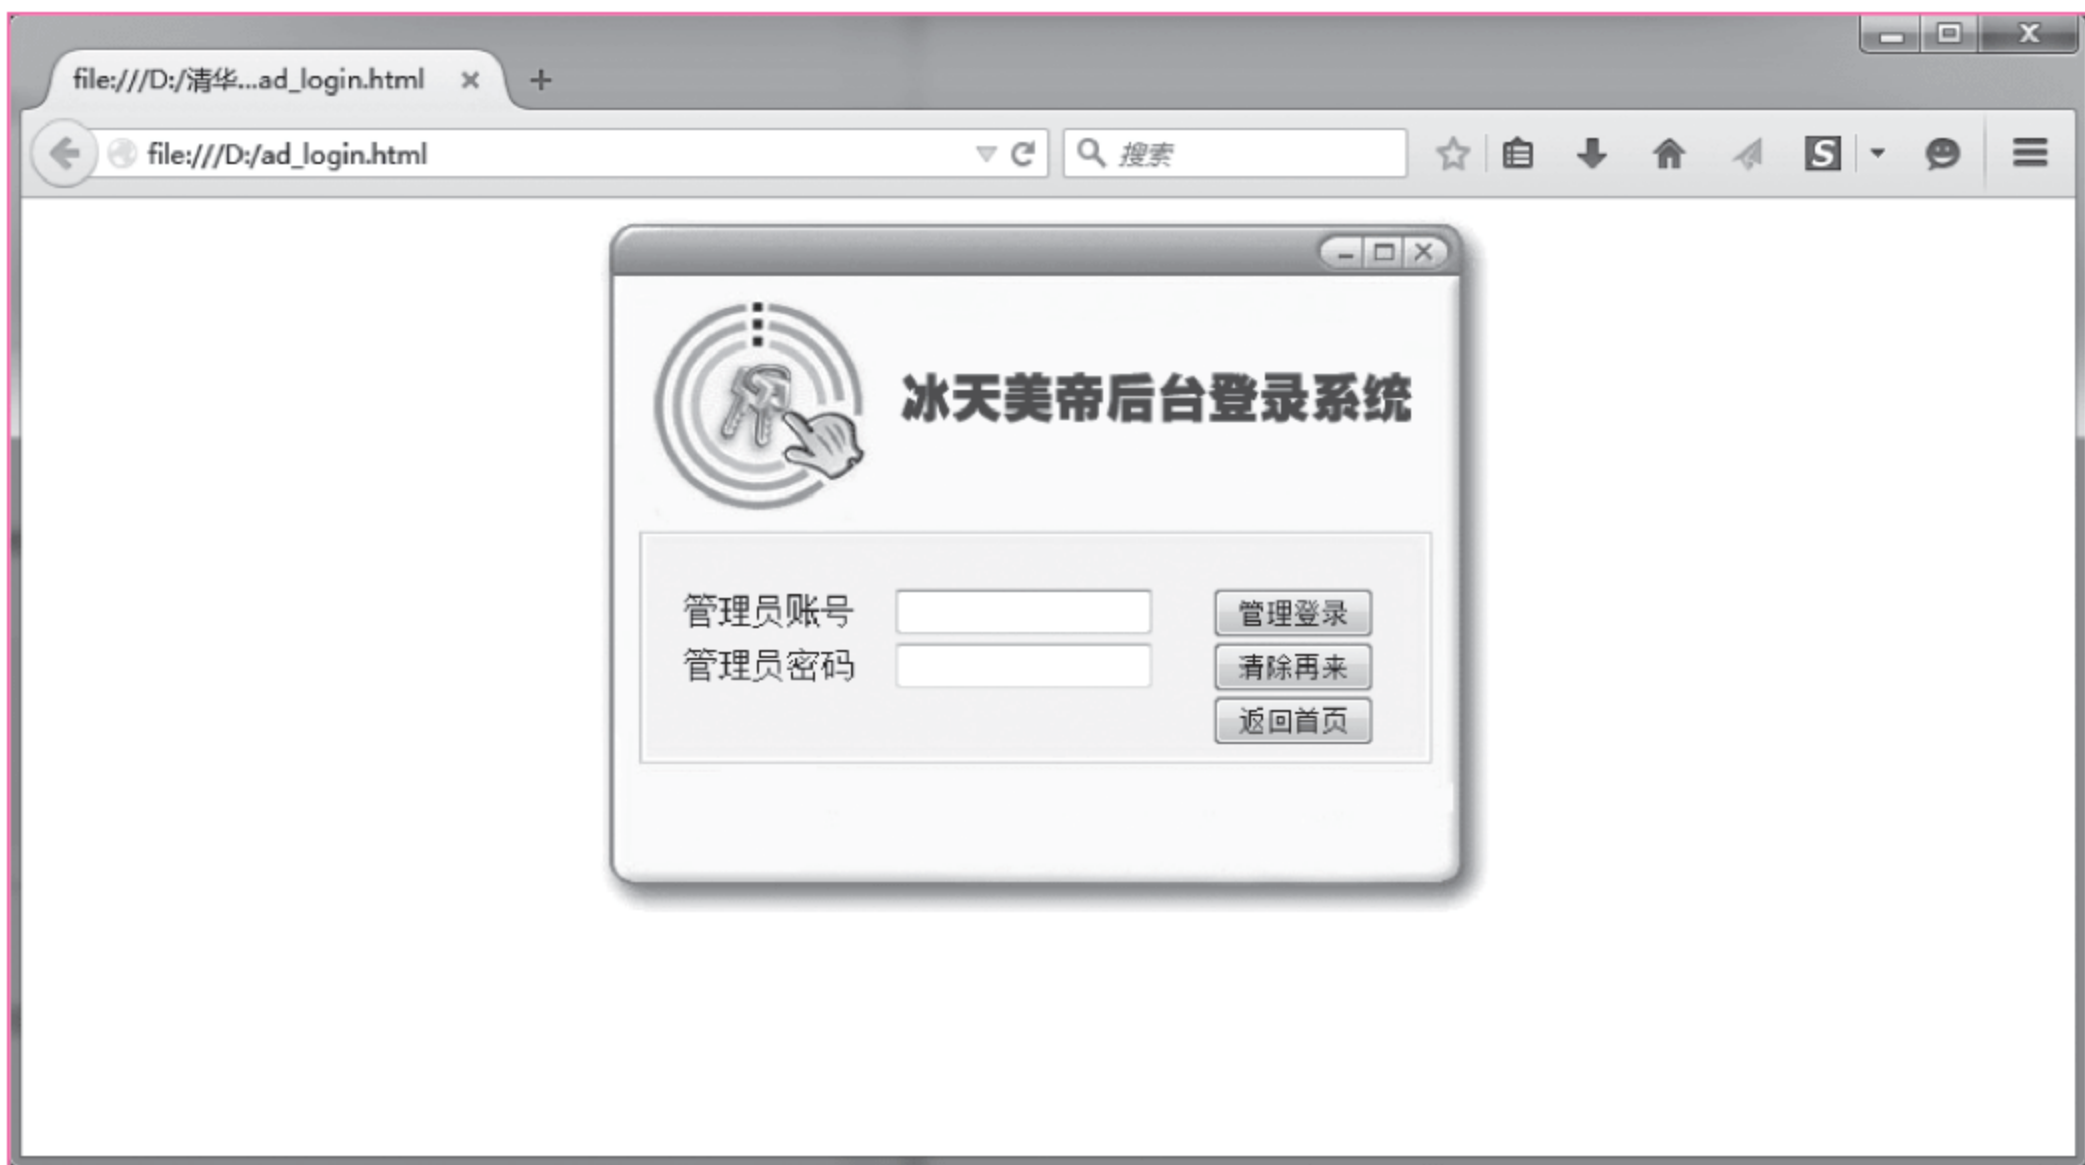 file:///D:/清华...ad_login.html
file:///D:/ad_login.html
搜索
冰天美帝后台登录系统
管理员账号
管理登录
管理员密码
清除再来
返回首页